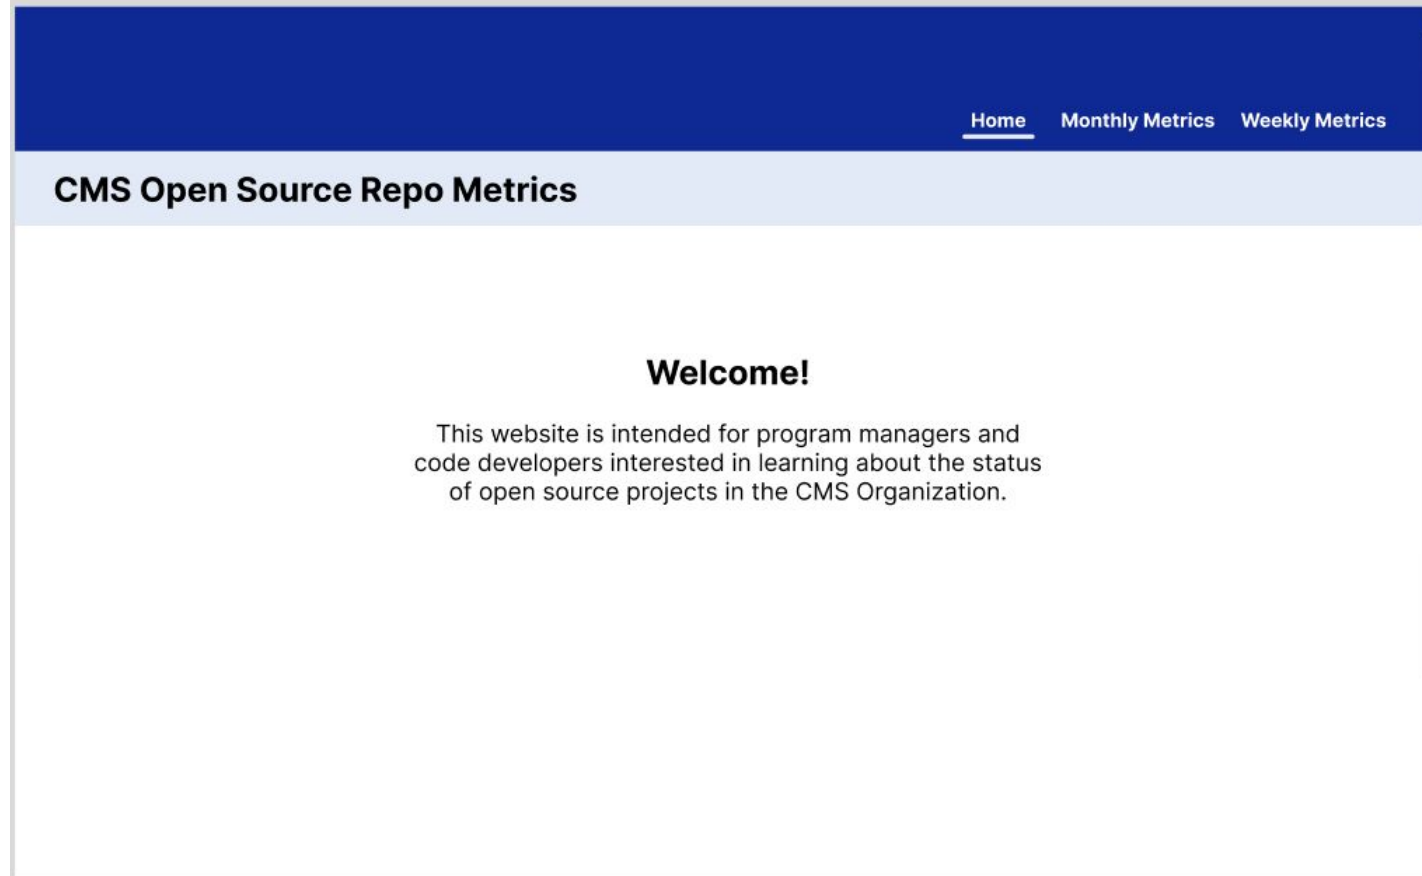 Home Monthly Metrics Weekly Metrics
CMS Open Source Repo Metrics
Welcome!
This website is intended for program managers and
code developers interested in learning about the status
of open source projects in the CMS Organization.